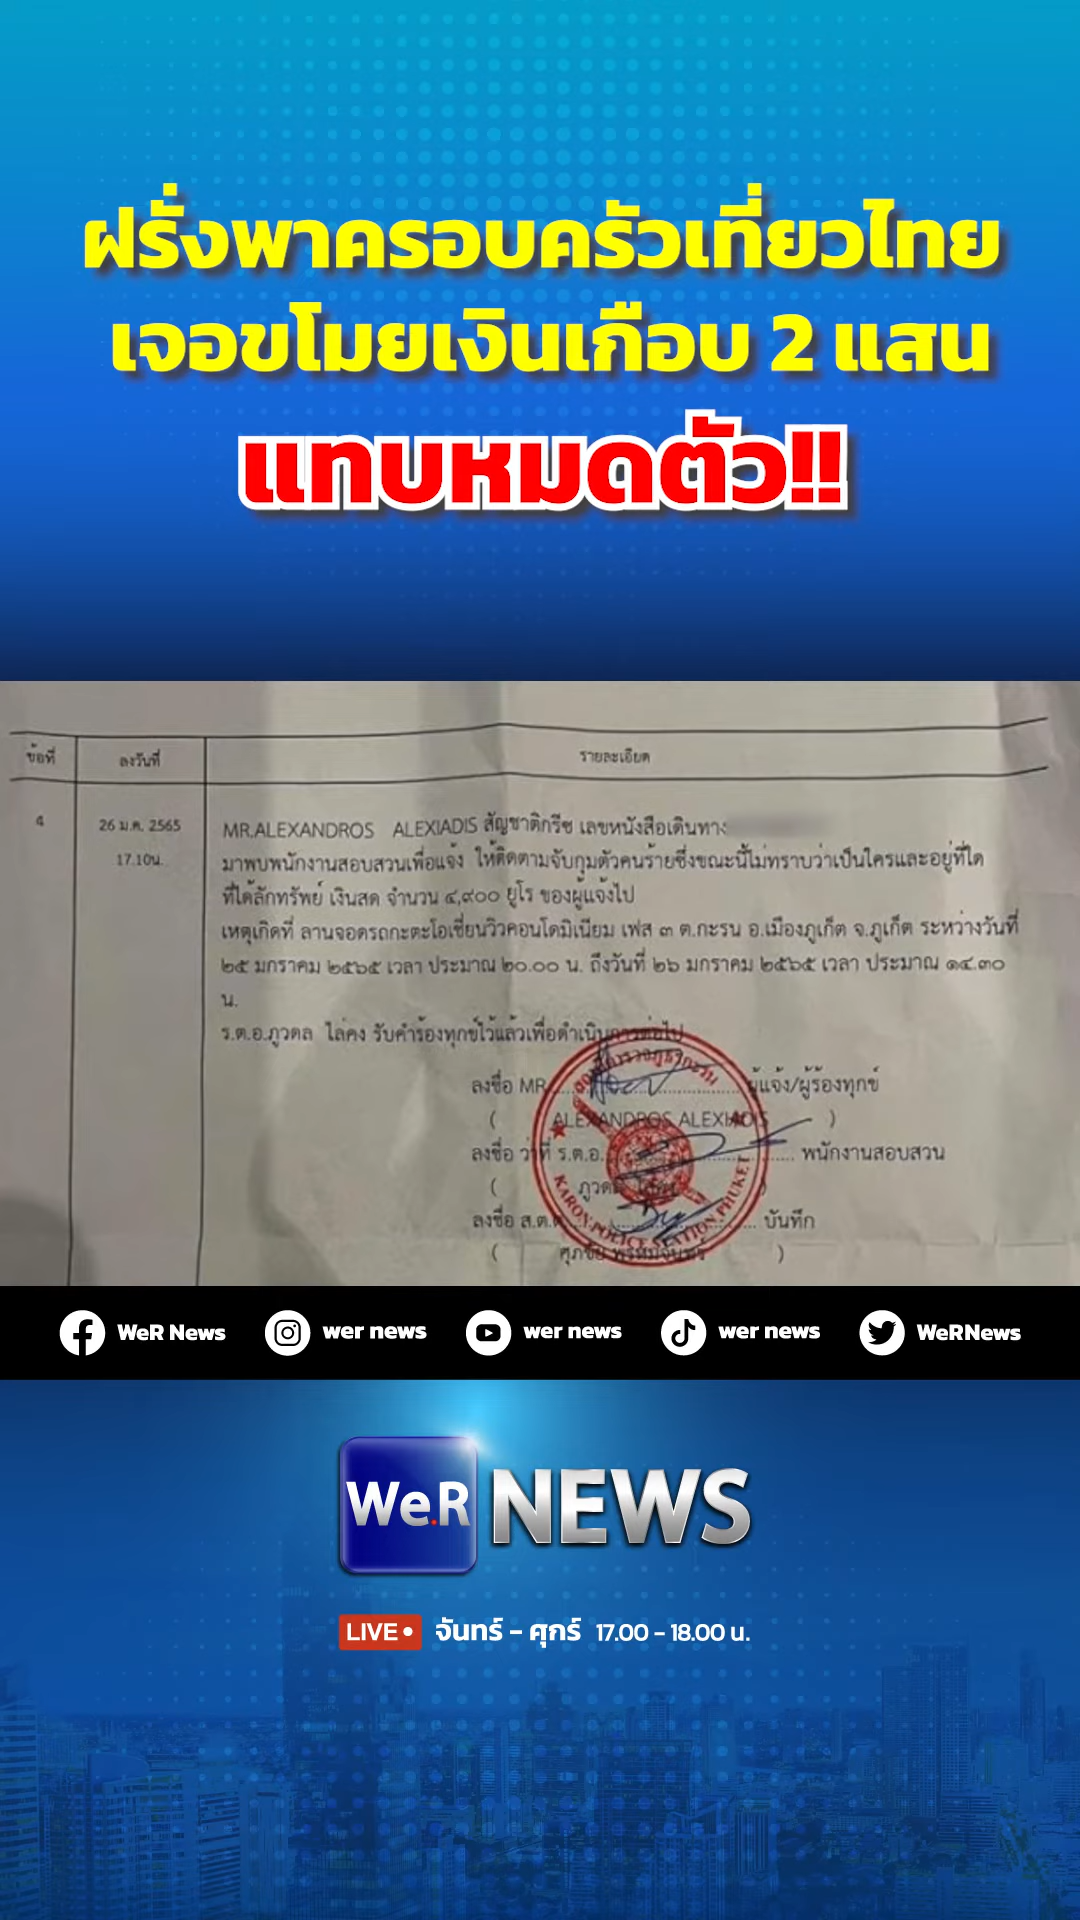 ฝรั่งพาครอบครัวเที่ยวไทย
เจอขโมยเงินเกือบ 2 แสน
แทบหมดตัว!!
ข้อที่ ลงวันที่ รายละเอียด
4 26 ม.ค. 2565 MR.ALEXANDROS ALEXIADIS สัญชาติกรีซ เลขหนังสือเดินทาง
17.10น. มาพบพนักงานสอบสวนเพื่อแจ้ง ให้ติดตามจับกุมตัวคนร้ายซึ่งขณะนี้ไม่ทราบว่าเป็นใครและอยู่ที่ใด
ที่ได้ลักทรัพย์ เงินสด จำนวน ๔,๙๐๐ ยูโร ของผู้แจ้งไป
เหตุเกิดที่ ลานจอดรถกะตะโอเชี่ยนวิวคอนโดมิเนียม เฟส ๓ ต.กะรน อ.เมืองภูเก็ต จ.ภูเก็ต ระหว่างวันที่
๒๕ มกราคม ๒๕๖๕ เวลา ประมาณ ๒๐.๐๐ น. ถึงวันที่ ๒๖ มกราคม ๒๕๖๕ เวลา ประมาณ ๑๔.๓๐
น.
ร.ต.อ.ภูวดล ไล่คง รับคำร้องทุกข์ไว้แล้วเพื่อดำเนินการต่อไป
ลงชื่อ MR. ผู้แจ้ง/ผู้ร้องทุกข์
( ALEXANDROS ALEXIADIS )
ลงชื่อ ว่าที่ ร.ต.อ. พนักงานสอบสวน
( ภูวดล )
ลงชื่อ ส.ต.ต. บันทึก
( ศุภชัย )
KARON POLICE STATION PHUKET
WeR News wer news wer news wer news WeRNews
We.R NEWS
LIVE จันทร์ - ศุกร์ 17.00 - 18.00 น.